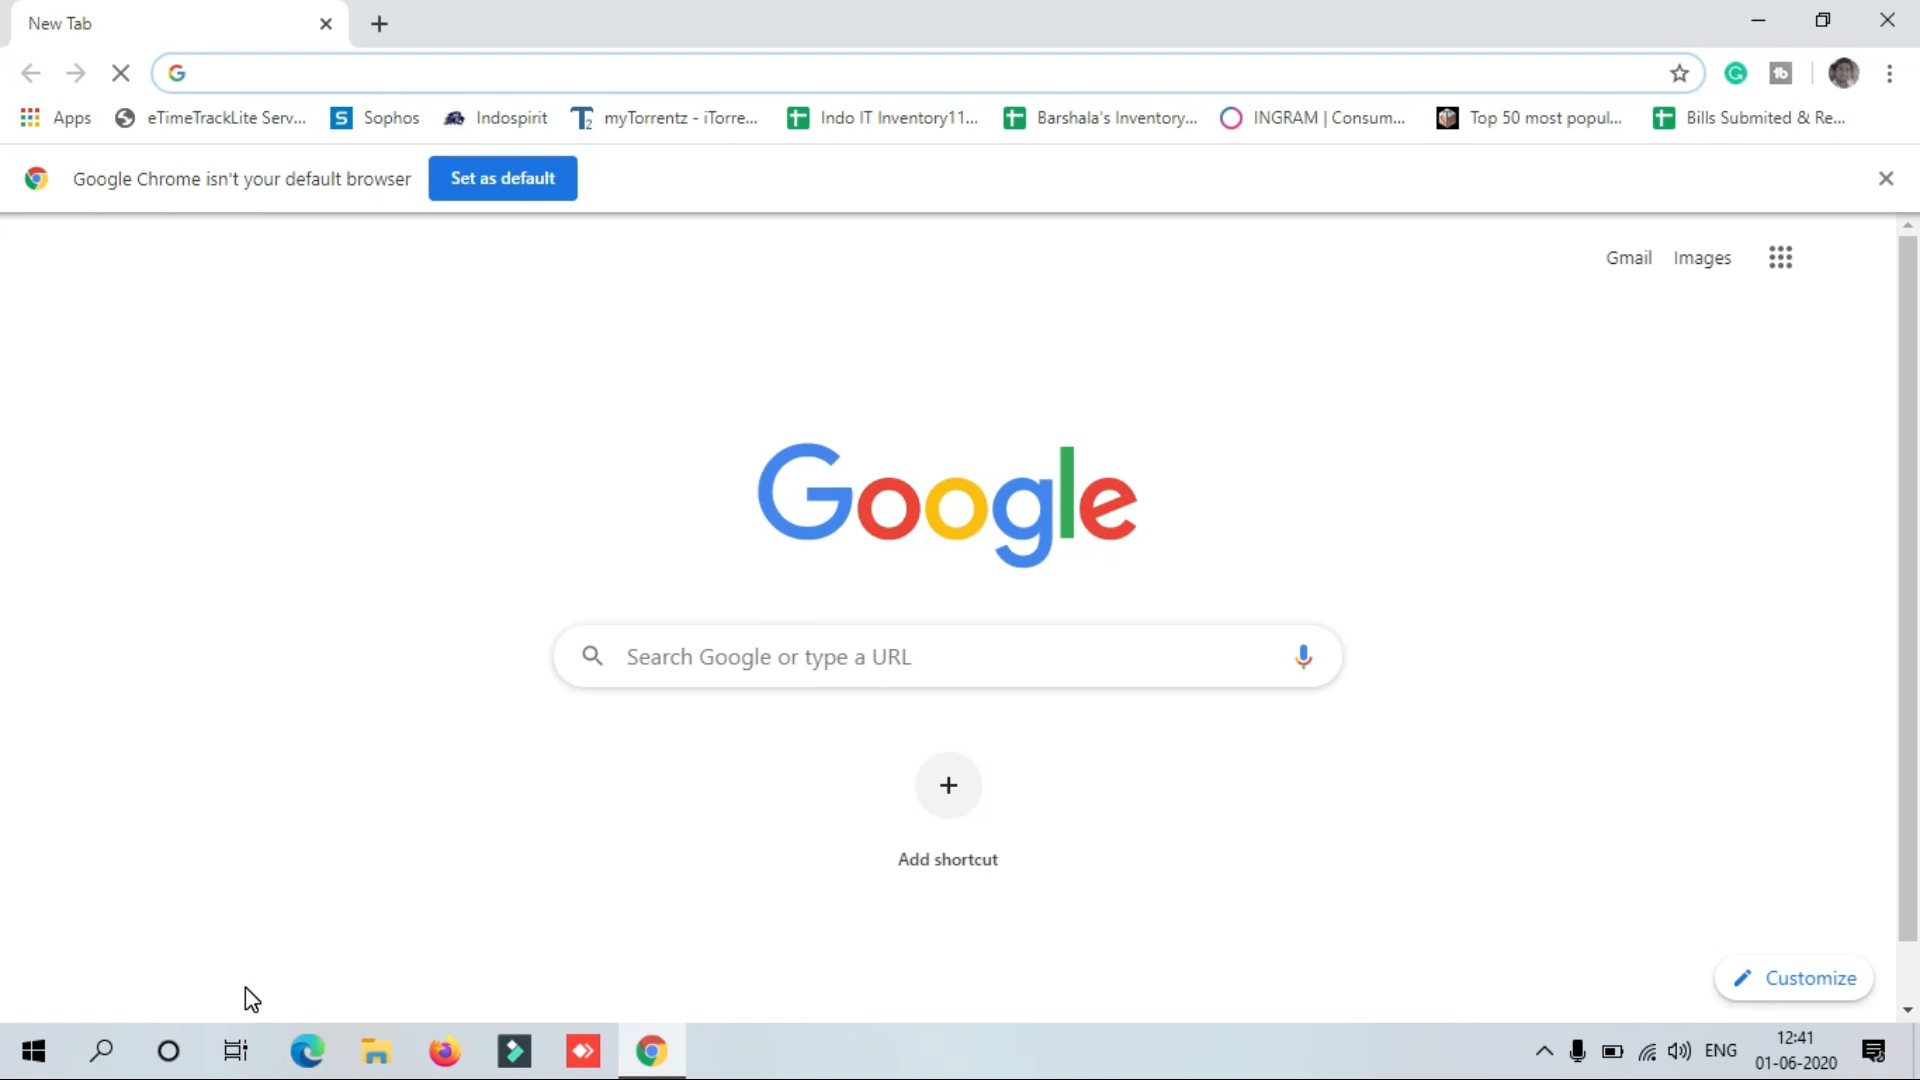 New Tab
Apps eTimeTrackLite Serv... Sophos Indospirit myTorrentz - iTorre... Indo IT Inventory11... Barshala's Inventory... INGRAM | Consum... Top 50 most popul... Bills Submited & Re...
Google Chrome isn't your default browser Set as default
Gmail Images
Google
Search Google or type a URL
Add shortcut
Customize
ENG 12:41
01-06-2020